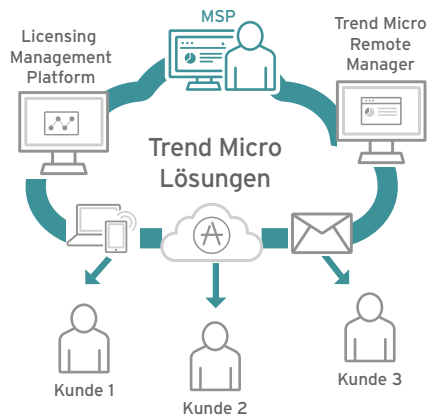 MSP
Licensing
Management
Platform
Trend Micro
Remote
Manager
Trend Micro
Lösungen
Kunde 1
Kunde 2
Kunde 3